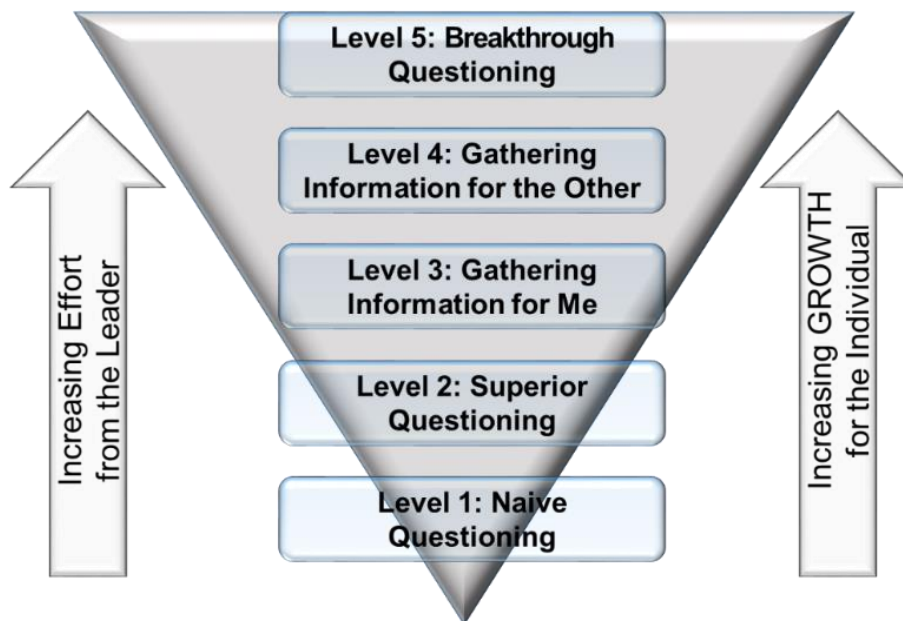 Level 5: Breakthrough
Questioning
Level 4: Gathering
Information for the Other
Level 3: Gathering
Information for Me
Level 2: Superior
Questioning
Level 1: Naive
Questioning
Increasing Effort
from the Leader
Increasing GROWTH
for the Individual